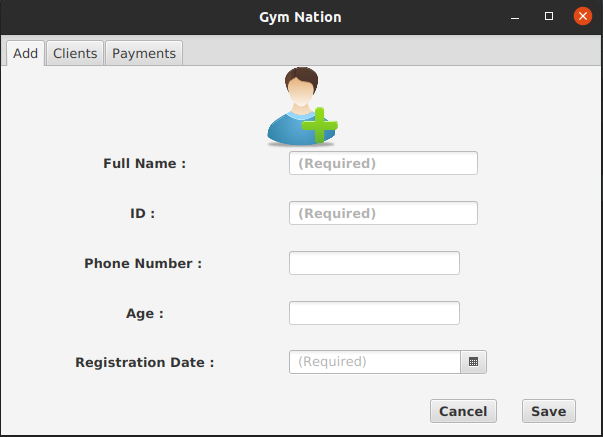 Gym Nation
Add Clients Payments
Full Name : (Required)
ID : (Required)
Phone Number :
Age :
Registration Date : (Required)
Cancel Save